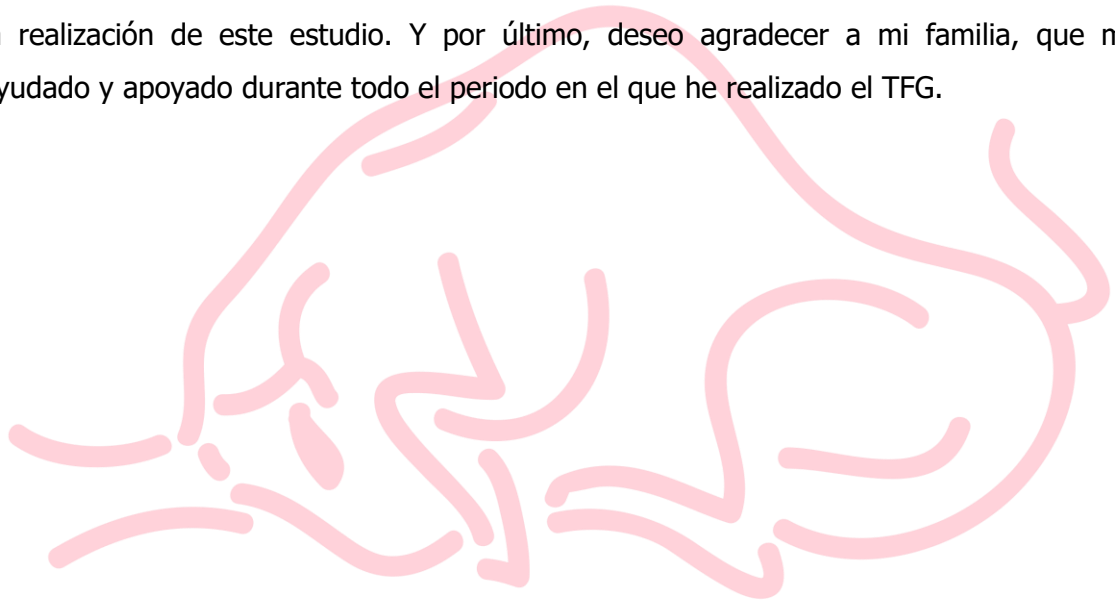 realización de este estudio. Y por último, deseo agradecer a mi familia, que
yudado y apoyado durante todo el periodo en el que he realizado el TFG.